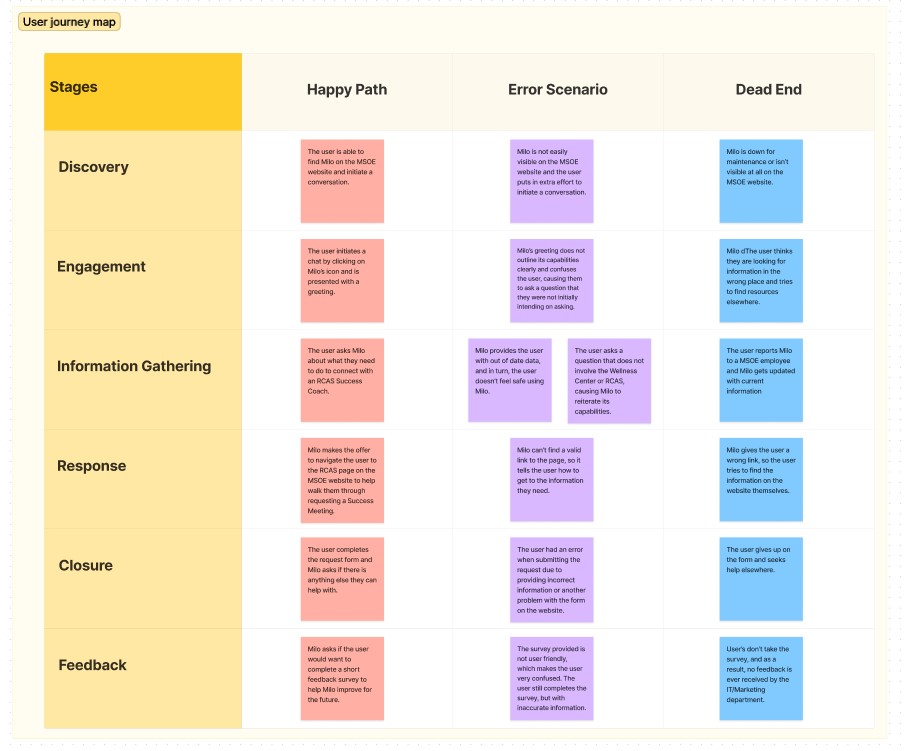 User journey map
Stages
Happy Path
Error Scenario
Dead End
Discovery
The user is able to
find Milo on the MSOE
website and initiate a
conversation.
Milo is not easily
visible on the MSOE
website and the user
puts in extra effort to
initiate a conversation.
Milo is down for
maintenance or isn't
visible at all on the
MSOE website.
Engagement
The user initiates a
chat by clicking on
Milo's icon and is
presented with a
greeting.
Milo's greeting does not
outline its capabilities
clearly and confuses
the user, causing them
to ask a question that
they were not initially
intending on asking.
Milo dThe user thinks
they are looking for
information in the
wrong place and tries
to find resources
elsewhere.
Information Gathering
The user asks Milo
about what they need
to do to connect with
an RCAS Success
Coach.
Milo provides the user
with out of date data,
and in turn, the user
doesn't feel safe using
Milo.
The user asks a
question that does not
involve the Wellness
Center or RCAS,
causing Milo to
reiterate its
capabilities.
The user reports Milo
to a MSOE employee
and Milo gets updated
with current
information
Response
Milo makes the offer
to navigate the user to
the RCAS page on the
MSOE website to help
walk them through
requesting a Success
Meeting.
Milo can't find a valid
link to the page, so it
tells the user how to
get to the information
they need.
Milo gives the user a
wrong link, so the user
tries to find the
information on the
website themselves.
Closure
The user completes
the request form and
Milo asks if there is
anything else they can
help with.
The user had an error
when submitting the
request due to
providing incorrect
information or another
problem with the form
on the website.
The user gives up on
the form and seeks
help elsewhere.
Feedback
Milo asks if the user
would want to
complete a short
feedback survey to
help Milo improve for
the future.
The survey provided is
not user friendly,
which makes the user
very confused. The
user still completes the
survey, but with
inaccurate information.
User's don't take the
survey, and as a
result, no feedback is
ever received by the
IT/Marketing
department.